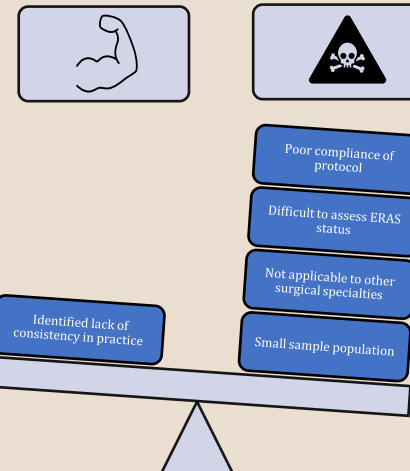 Poor compliance of
protocol
Difficult to assess ERAS
status
Not applicable to other
surgical specialties
Identified lack of
consistency in practice
Small sample population